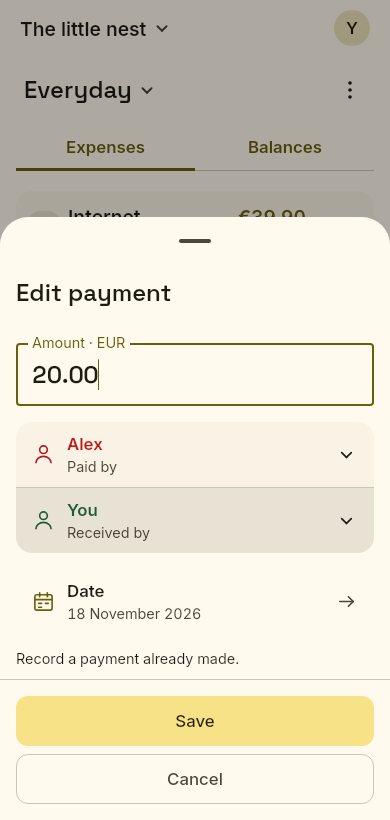 The little nest
Y
Everyday
Expenses
Balances
Internet
€39.90
Edit payment
Amount · EUR
20.00
Alex
Paid by
You
Received by
Date
18 November 2026
Record a payment already made.
Save
Cancel